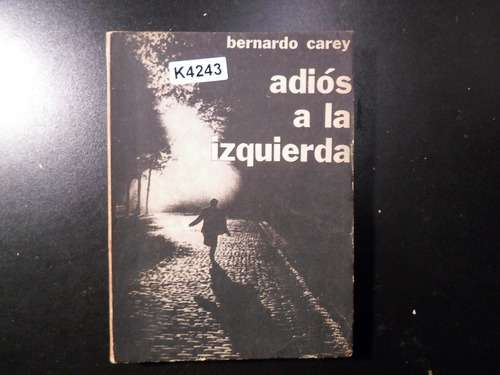 bernardo carey
K4243
adiós
a la
izquierda